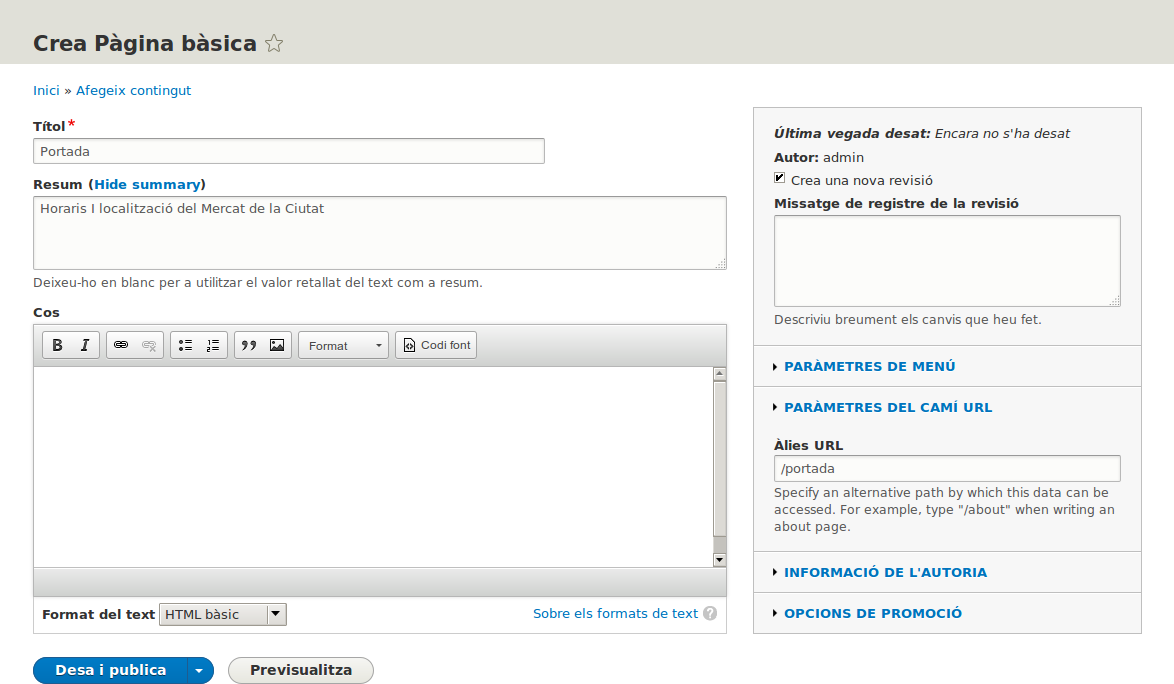 Crea Pàgina bàsica
Inici » Afegeix contingut
Títol*
Portada
Resum (Hide summary)
Horaris I localització del Mercat de la Ciutat
Deixeu-ho en blanc per a utilitzar el valor retallat del text com a resum.
Cos
B I Format Codi font
Format del text HTML bàsic Sobre els formats de text ?
Desa i publica Previsualitza
Última vegada desat: Encara no s'ha desat
Autor: admin
Crea una nova revisió
Missatge de registre de la revisió
Descriviu breument els canvis que heu fet.
PARÀMETRES DE MENÚ
PARÀMETRES DEL CAMÍ URL
Àlies URL
/portada
Specify an alternative path by which this data can be
accessed. For example, type "/about" when writing an
about page.
INFORMACIÓ DE L'AUTORIA
OPCIONS DE PROMOCIÓ